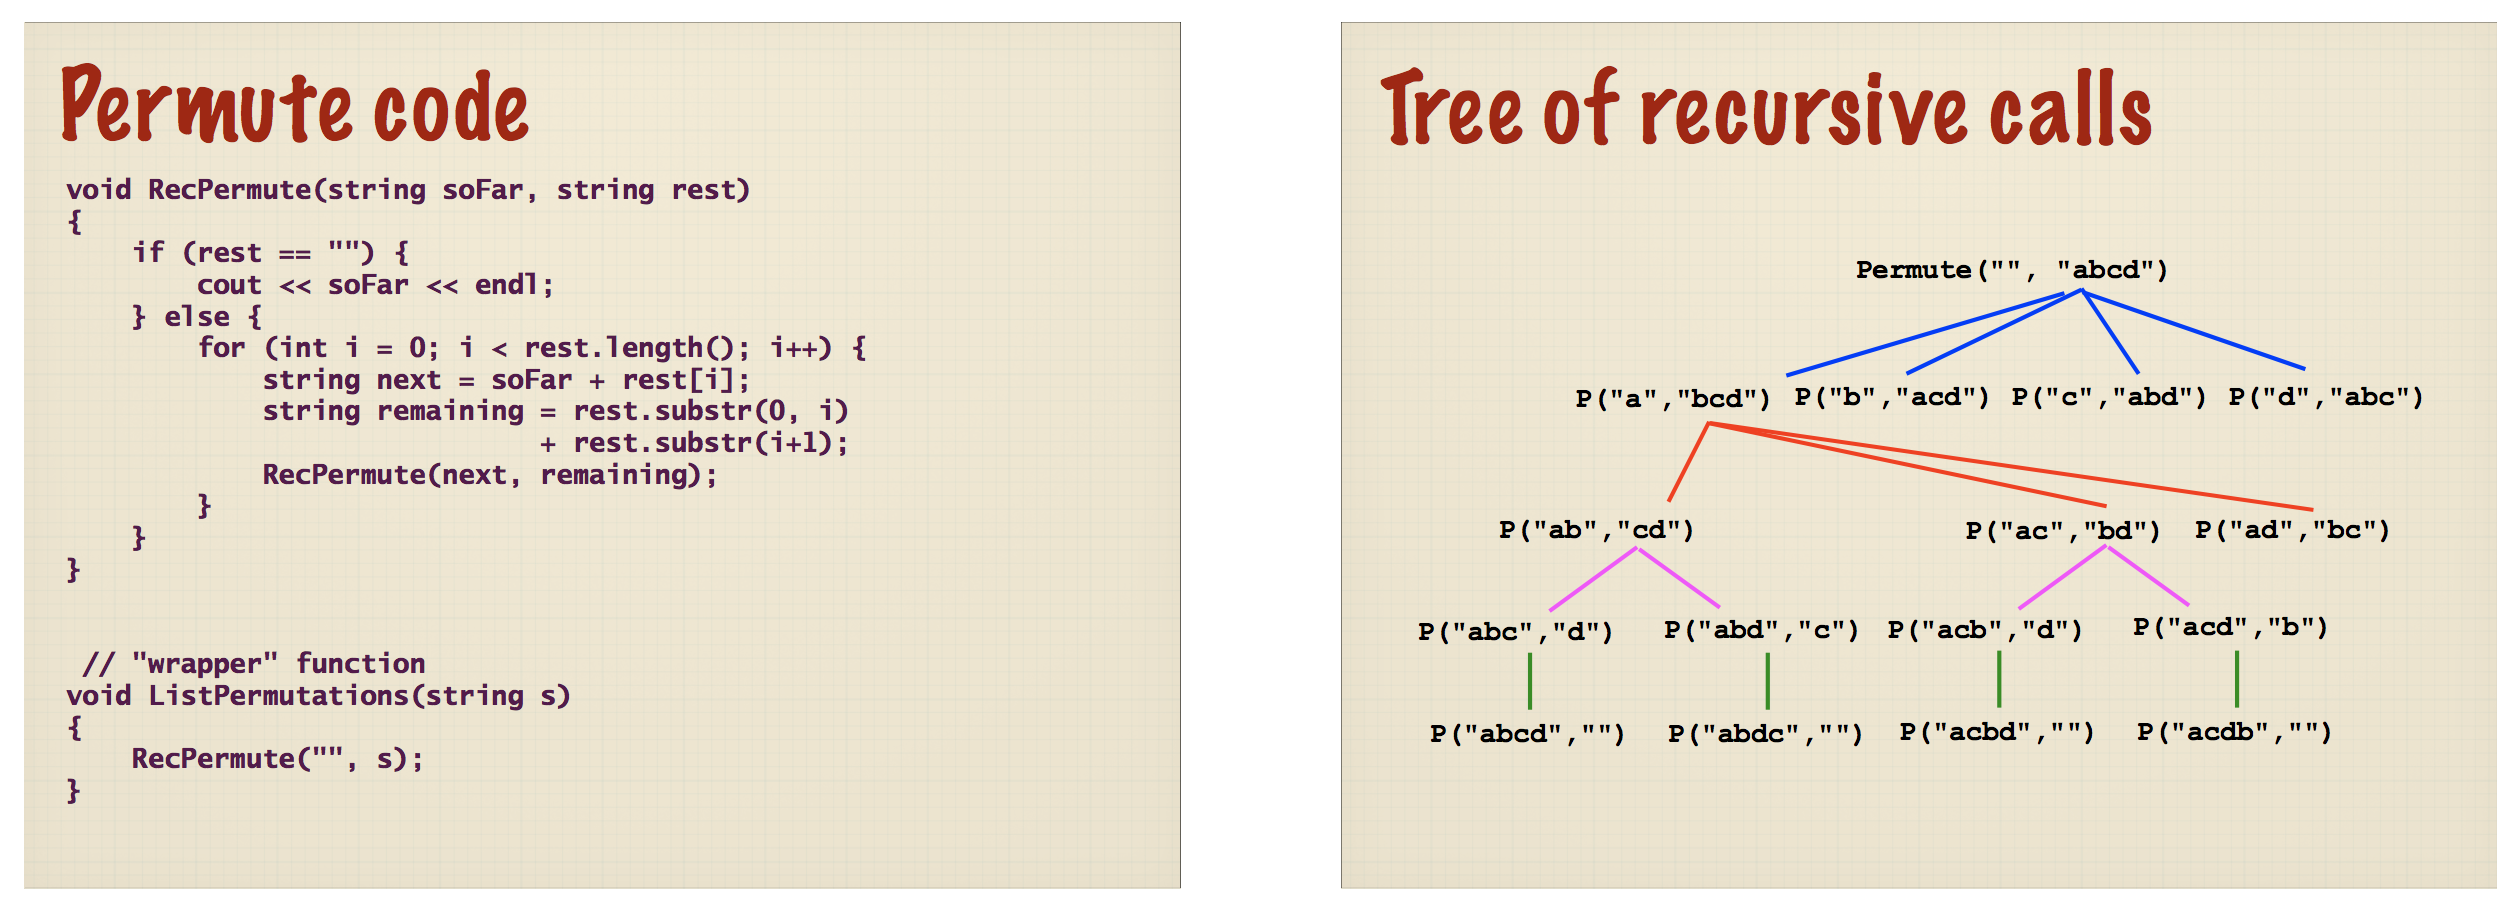 Permute code
void RecPermute(string soFar, string rest)
{
    if (rest == "") {
        cout << soFar << endl;
    } else {
        for (int i = 0; i < rest.length(); i++) {
            string next = soFar + rest[i];
            string remaining = rest.substr(0, i)
                             + rest.substr(i+1);
            RecPermute(next, remaining);
        }
    }
}
// "wrapper" function
void ListPermutations(string s)
{
    RecPermute("", s);
}
Tree of recursive calls
Permute("", "abcd")
P("a","bcd") P("b","acd") P("c","abd") P("d","abc")
P("ab","cd") P("ac","bd") P("ad","bc")
P("abc","d") P("abd","c") P("acb","d") P("acd","b")
P("abcd","") P("abdc","") P("acbd","") P("acdb","")